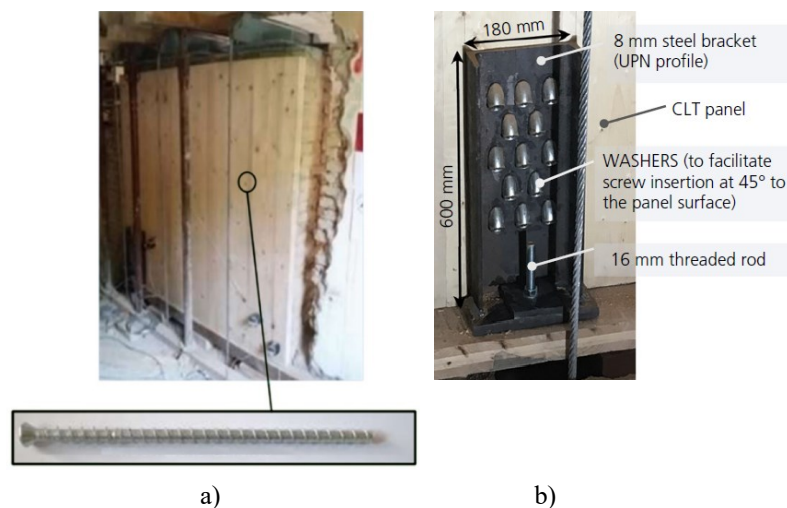 180 mm
600 mm
8 mm steel bracket
(UPN profile)
CLT panel
WASHERS (to facilitate
screw insertion at 45° to
the panel surface)
16 mm threaded rod
a)
b)